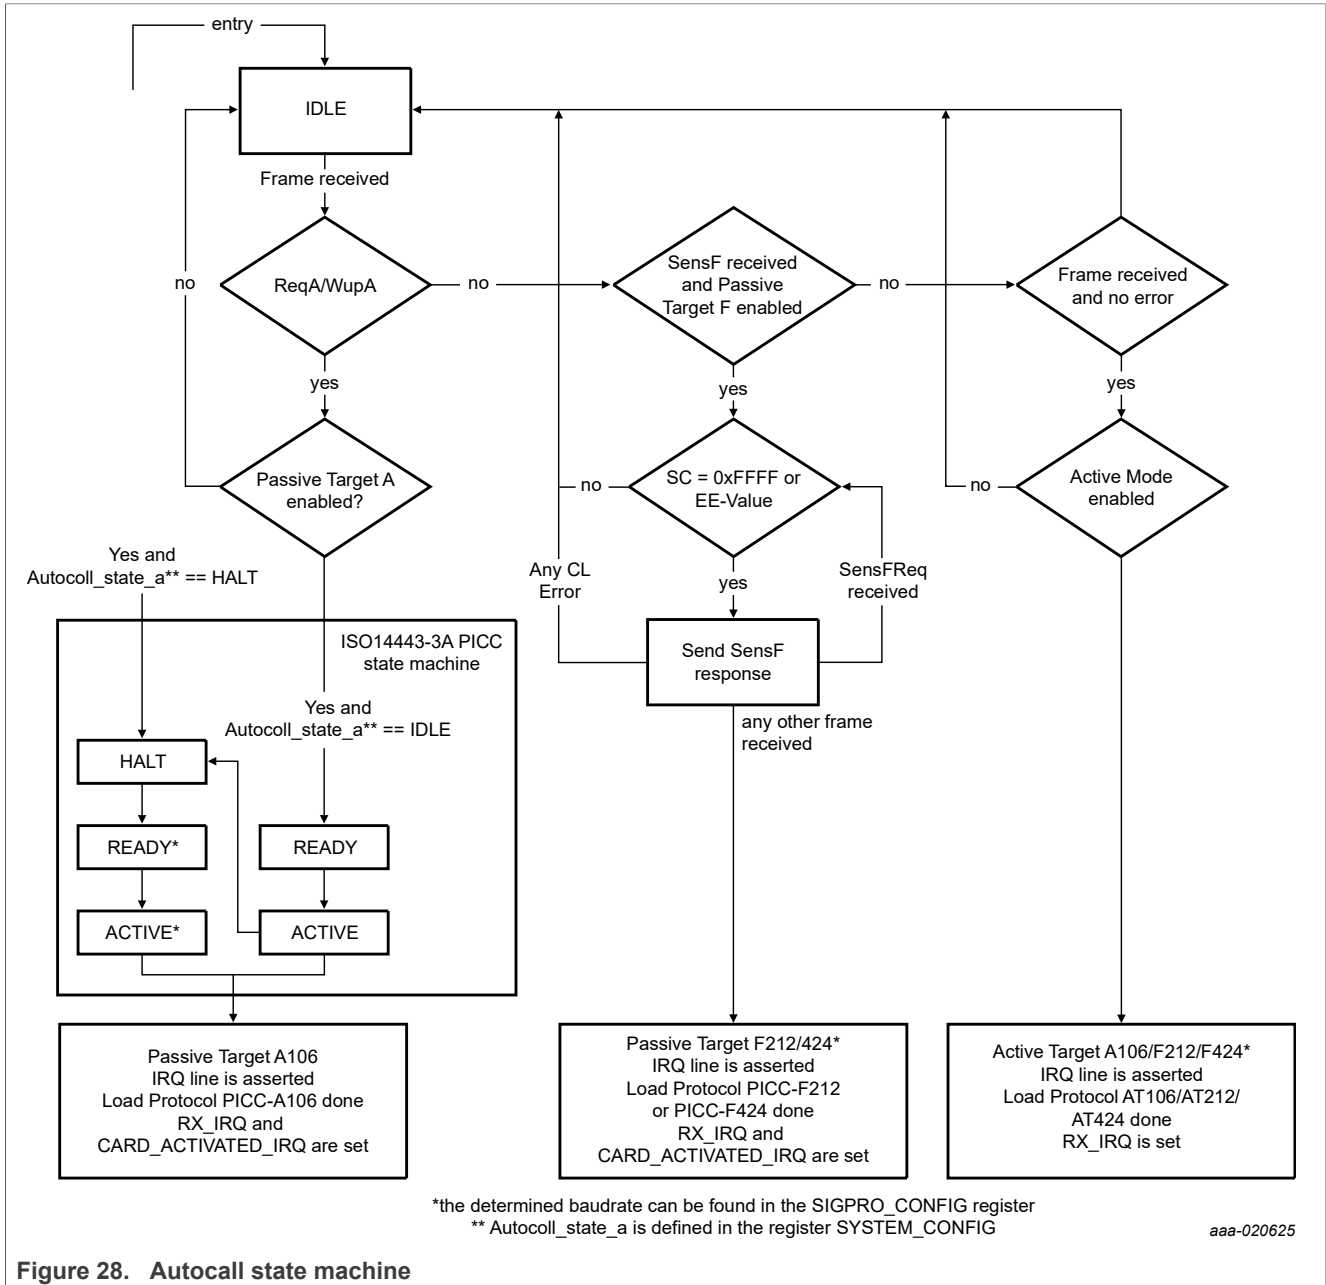 entry
IDLE
Frame received
no
ReqA/WupA
no
SensF received
and Passive
Target F enabled
no
Frame received
and no error
yes
yes
yes
Passive Target A
enabled?
no
SC = 0xFFFF or
EE-Value
no
Active Mode
enabled
Yes and
Autocoll_state_a** == HALT
Any CL
Error
yes
SensFReq
received
ISO14443-3A PICC
state machine
Send SensF
response
Yes and
Autocoll_state_a** == IDLE
any other frame
received
HALT
READY*
READY
ACTIVE*
ACTIVE
Passive Target A106
IRQ line is asserted
Load Protocol PICC-A106 done
RX_IRQ and
CARD_ACTIVATED_IRQ are set
Passive Target F212/424*
IRQ line is asserted
Load Protocol PICC-F212
or PICC-F424 done
RX_IRQ and
CARD_ACTIVATED_IRQ are set
Active Target A106/F212/F424*
IRQ line is asserted
Load Protocol AT106/AT212/
AT424 done
RX_IRQ is set
*the determined baudrate can be found in the SIGPRO_CONFIG register
** Autocoll_state_a is defined in the register SYSTEM_CONFIG
aaa-020625
Figure 28. Autocall state machine